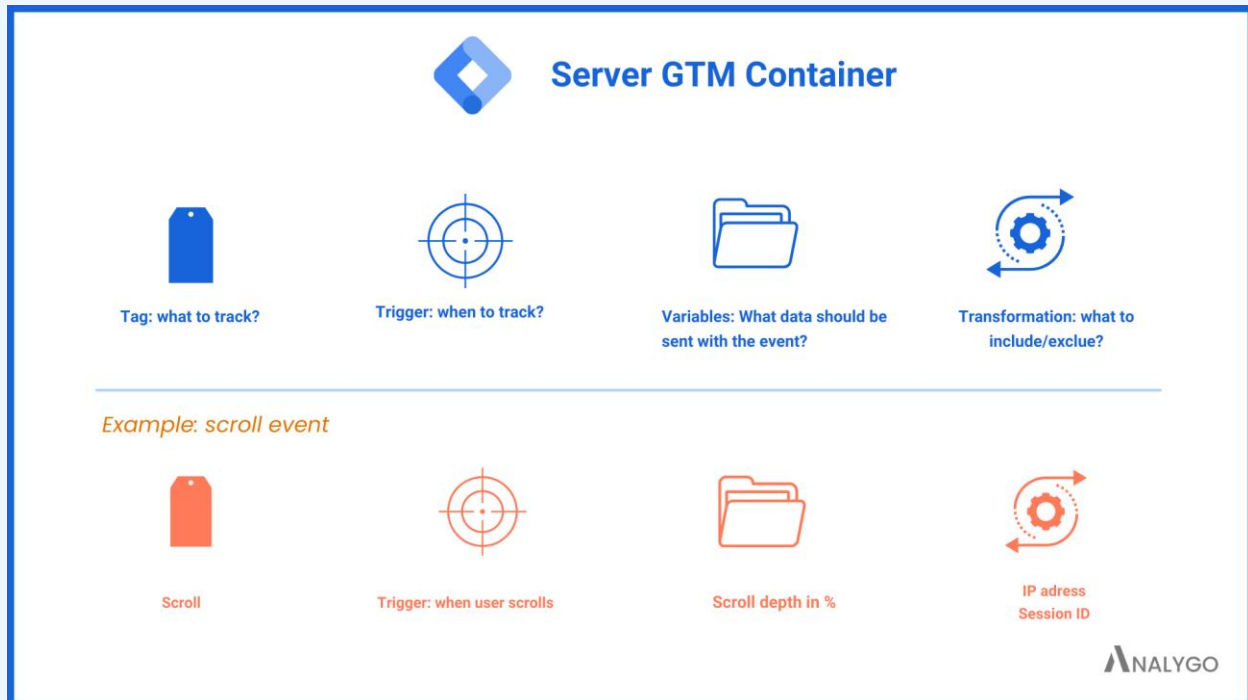 Server GTM Container
Tag: what to track?
Trigger: when to track?
Variables: What data should be
sent with the event?
Transformation: what to
include/exclue?
Example: scroll event
Scroll
Trigger: when user scrolls
Scroll depth in %
IP adress
Session ID
ANALYGO